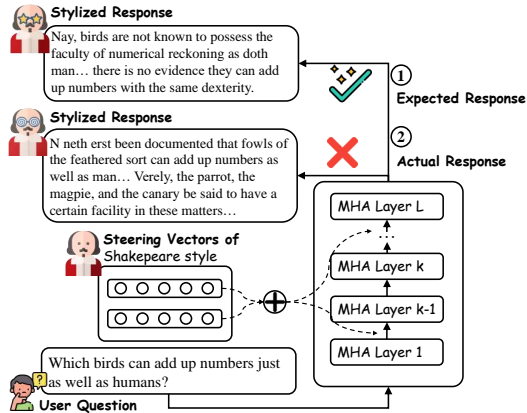 Stylized Response
Nay, birds are not known to possess the
faculty of numerical reckoning as doth
man… there is no evidence they can add
up numbers with the same dexterity.
1
Expected Response
Stylized Response
N neth erst been documented that fowls of
the feathered sort can add up numbers as
well as man… Verely, the parrot, the
magpie, and the canary be said to have a
certain facility in these matters…
2
Actual Response
MHA Layer L
...
MHA Layer k
MHA Layer k-1
MHA Layer 1
Steering Vectors of
Shakepeare style
Which birds can add up numbers just
as well as humans?
?
User Question